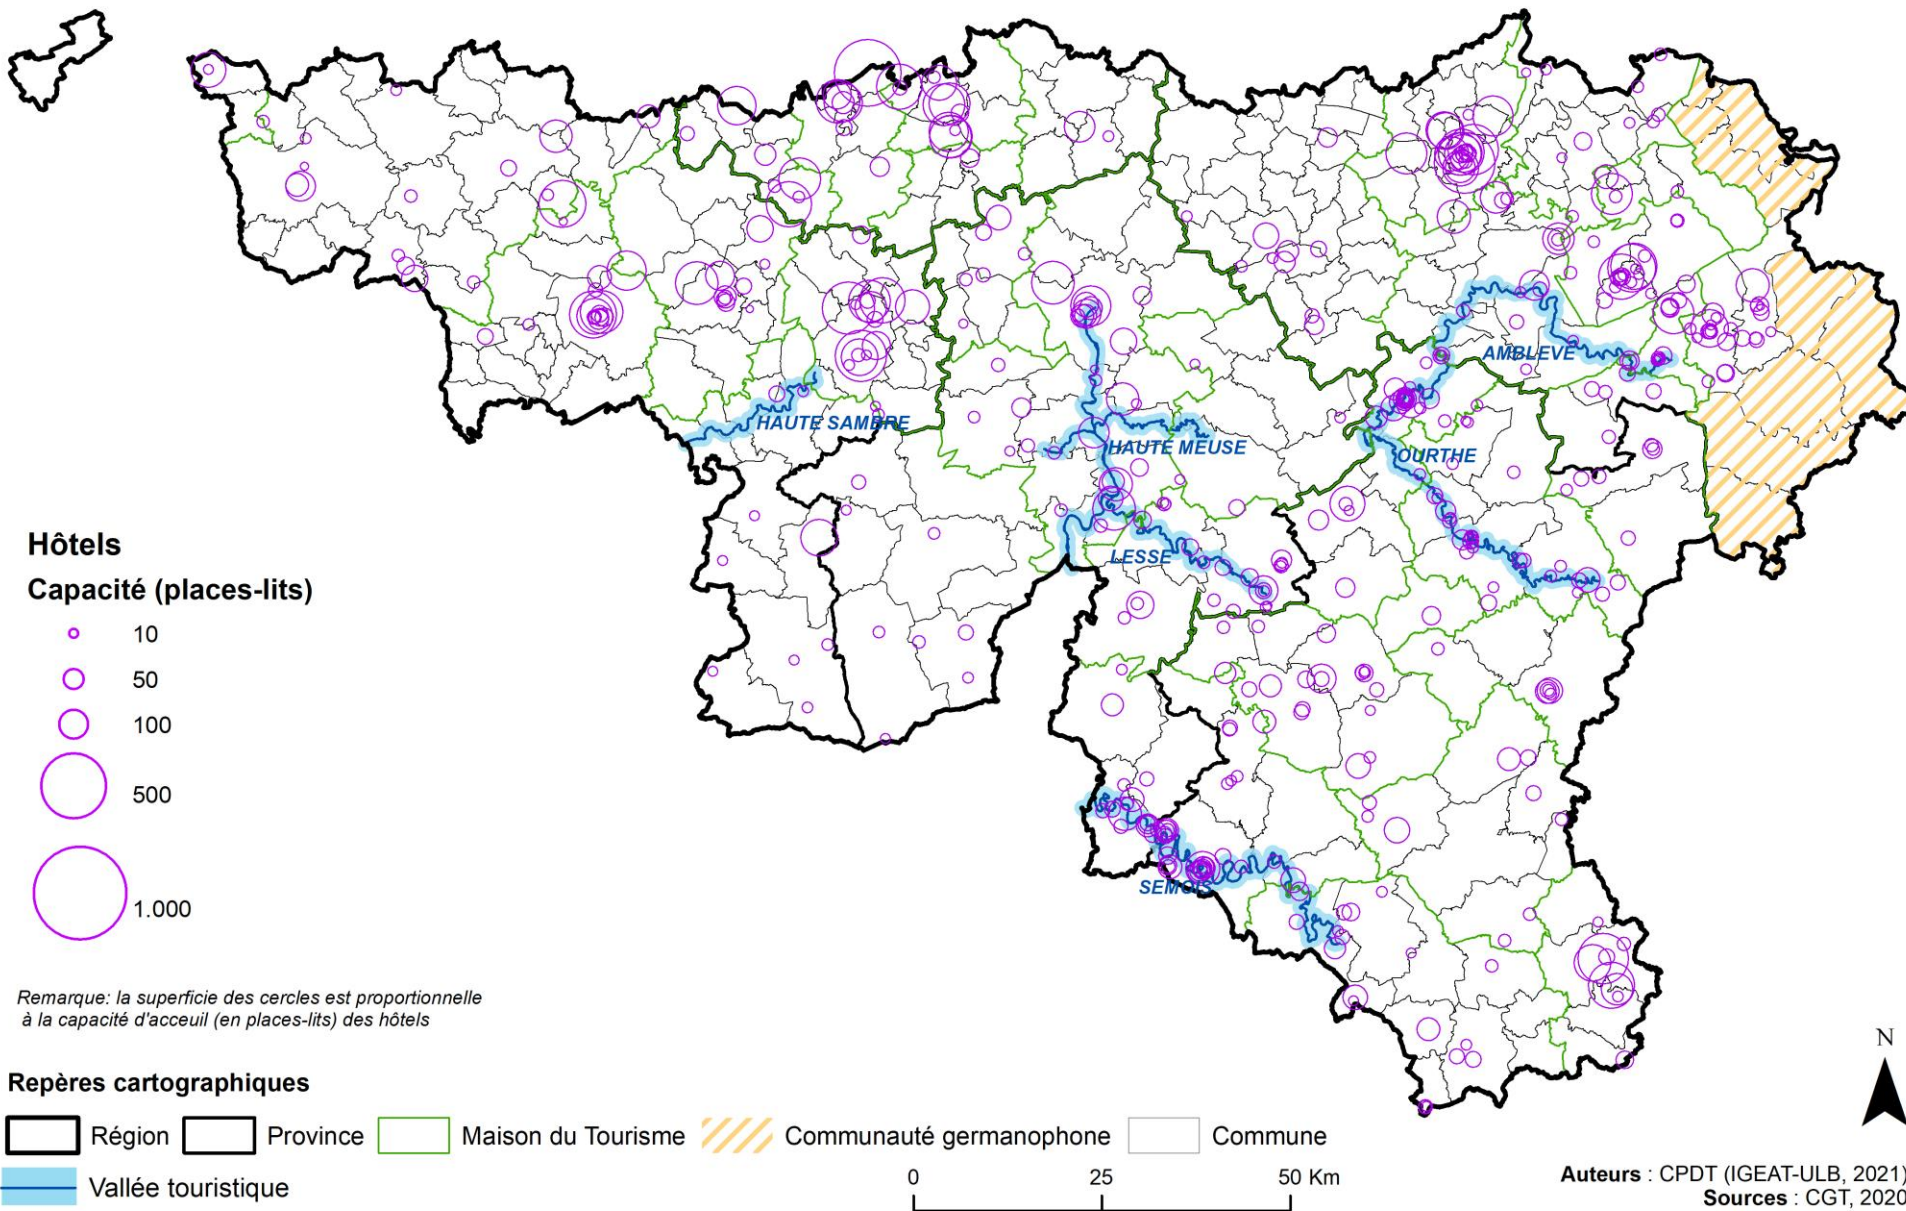 HAUTE SAMBRE
HAUTE MEUSE
LESSE
AMBLEVE
OURTHE
SEMOIS
Hôtels
Capacité (places-lits)
10
50
100
500
1.000
Remarque: la superficie des cercles est proportionnelle
à la capacité d'acceuil (en places-lits) des hôtels
Repères cartographiques
Région
Province
Maison du Tourisme
Communauté germanophone
Commune
Vallée touristique
0 25 50 Km
N
Auteurs : CPDT (IGEAT-ULB, 2021)
Sources : CGT, 2020